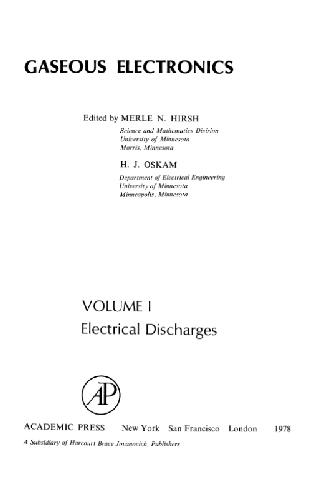 GASEOUS ELECTRONICS
Edited by MERLE N. HIRSH
Science and Mathematics Division
University of Minnesota
Morris, Minnesota
H. J. OSKAM
Department of Electrical Engineering
University of Minnesota
Minneapolis, Minnesota
VOLUME I
Electrical Discharges
AP
ACADEMIC PRESS New York San Francisco London 1978
A Subsidiary of Harcourt Brace Jovanovich, Publishers